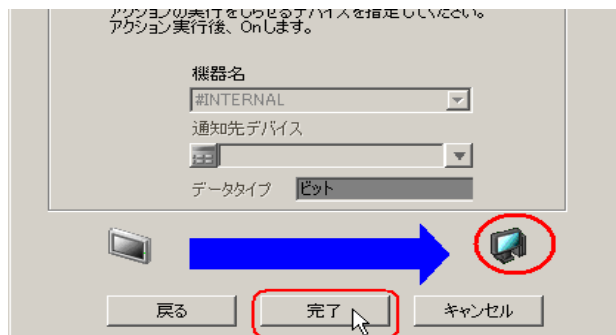 アクションの実行をしらせるデバイスを指定してください。
アクション実行後、Onします。
機器名
#INTERNAL
通知先デバイス
データタイプ ビット
戻る 完了 キャンセル